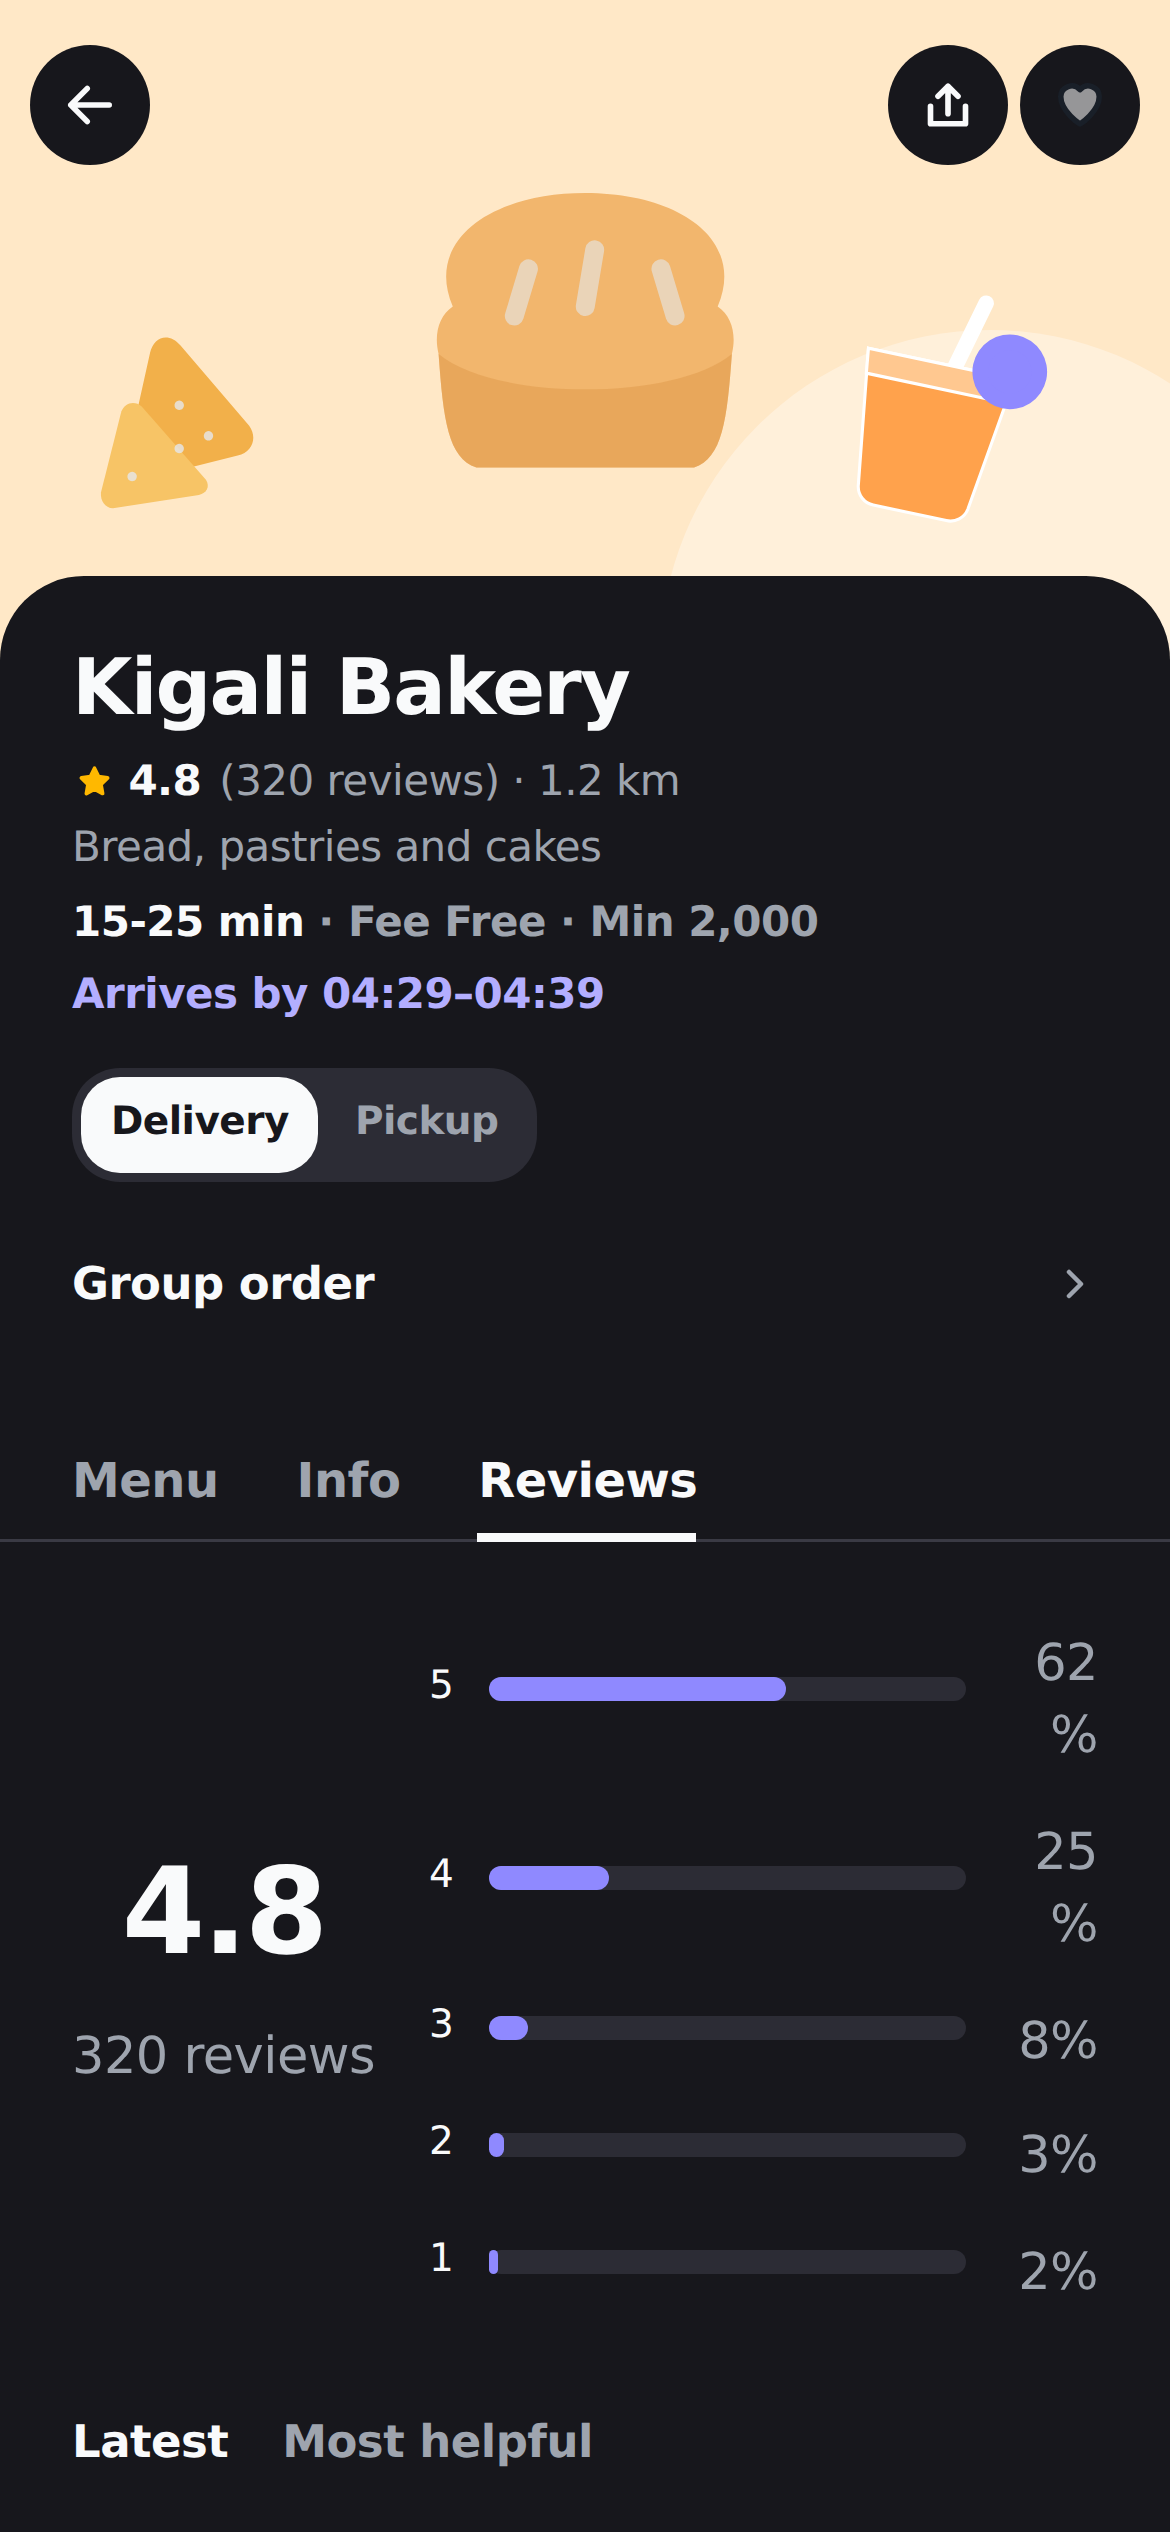 Kigali Bakery
4.8 (320 reviews) · 1.2 km
Bread, pastries and cakes
15-25 min · Fee Free · Min 2,000
Arrives by 04:29–04:39
Delivery Pickup
Group order
Menu Info Reviews
4.8
320 reviews
5 62
%
4 25
%
3 8%
2 3%
1 2%
Latest Most helpful